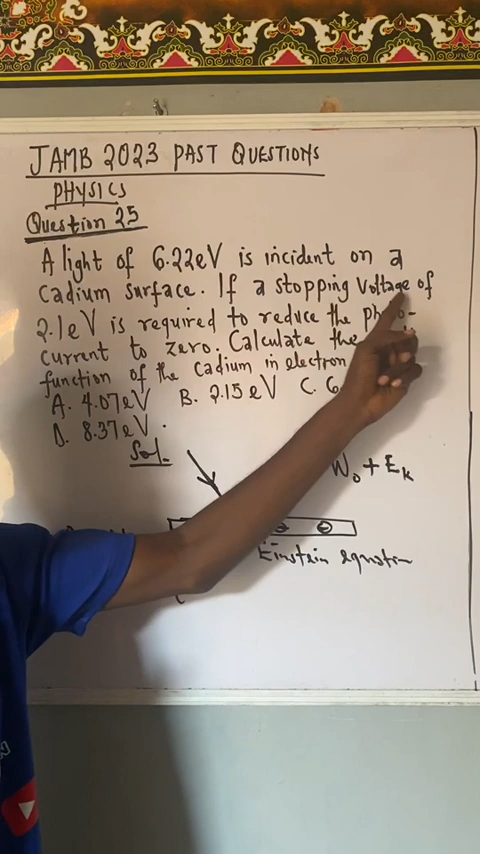 JAMB 2023 PAST QUESTIONS
PHYSICS
Question 25
A light of 6.22eV is incident on a
Cadium surface. If a stopping Voltage of
2.1eV is required to reduce the photo-
current to zero. Calculate the
function of the Cadium in electron
A. 4.07eV B. 2.15eV C. 6
D. 8.37eV.
Sol.
W₀ + Eₖ
Einstein equation